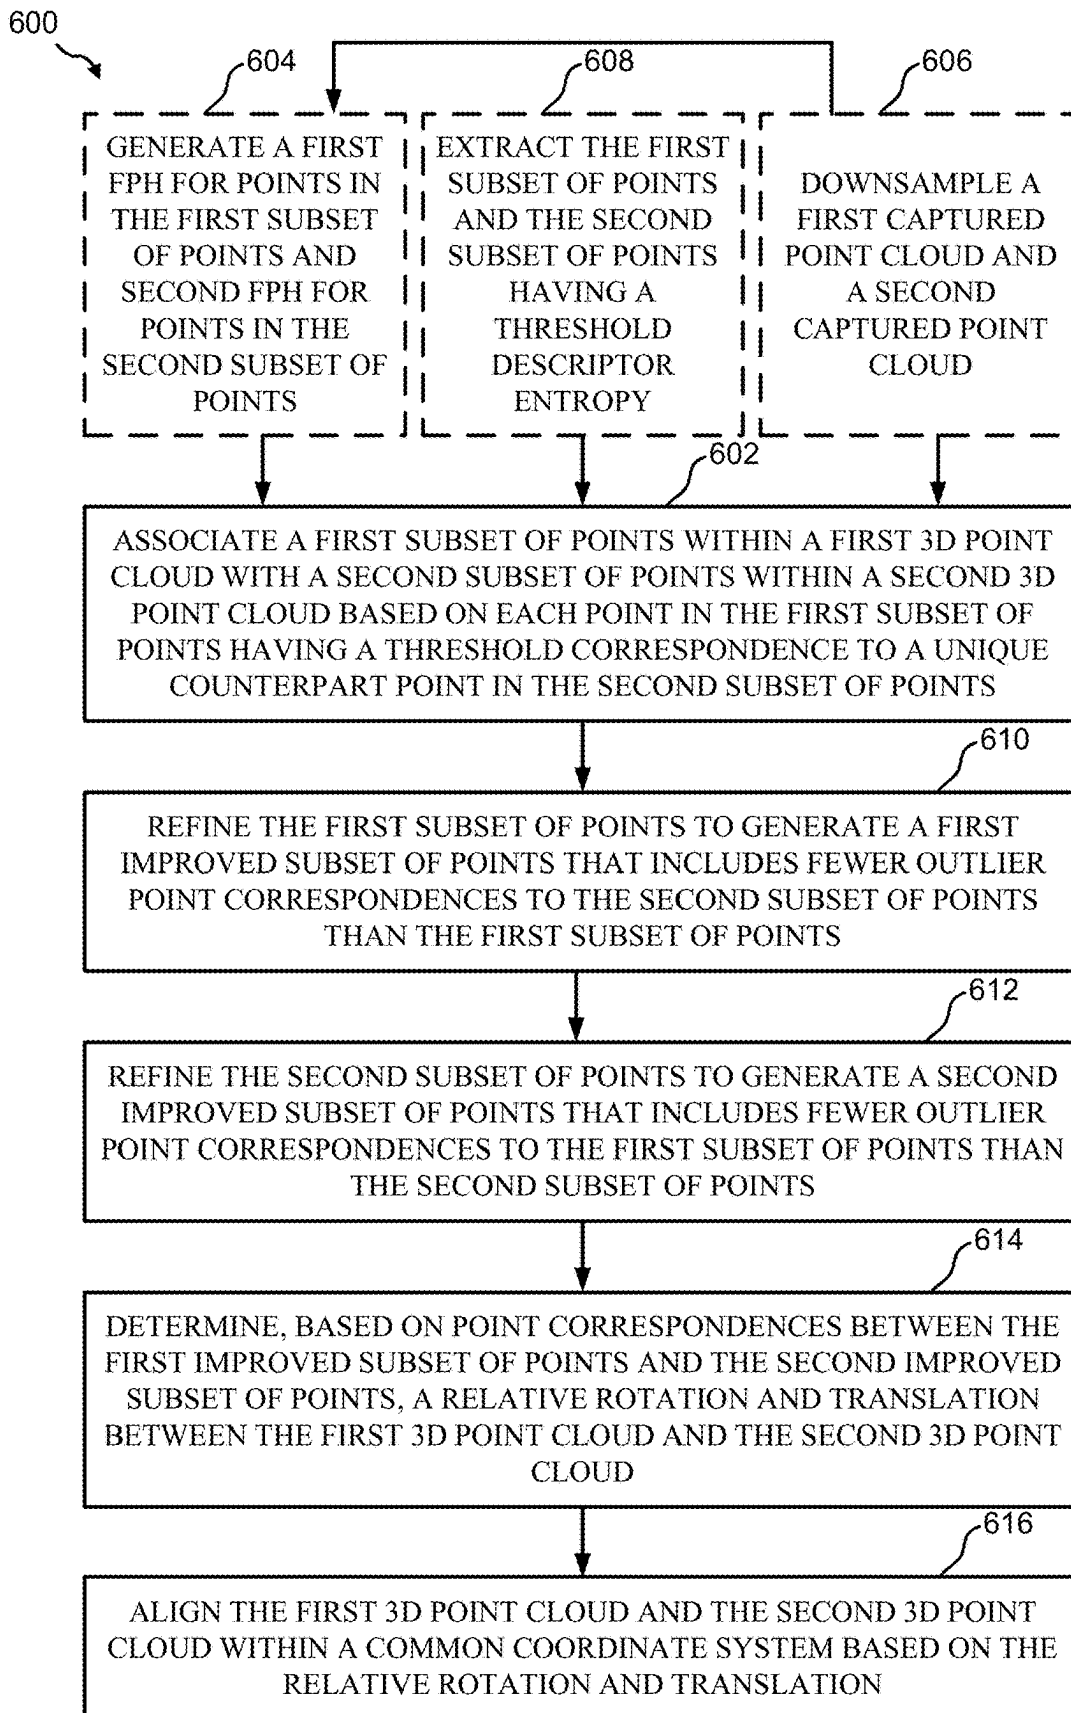 600
604
608
606
GENERATE A FIRST
FPH FOR POINTS IN
THE FIRST SUBSET
OF POINTS AND
SECOND FPH FOR
POINTS IN THE
SECOND SUBSET OF
POINTS
EXTRACT THE FIRST
SUBSET OF POINTS
AND THE SECOND
SUBSET OF POINTS
HAVING A
THRESHOLD
DESCRIPTOR
ENTROPY
DOWNSAMPLE A
FIRST CAPTURED
POINT CLOUD AND
A SECOND
CAPTURED POINT
CLOUD
602
ASSOCIATE A FIRST SUBSET OF POINTS WITHIN A FIRST 3D POINT
CLOUD WITH A SECOND SUBSET OF POINTS WITHIN A SECOND 3D
POINT CLOUD BASED ON EACH POINT IN THE FIRST SUBSET OF
POINTS HAVING A THRESHOLD CORRESPONDENCE TO A UNIQUE
COUNTERPART POINT IN THE SECOND SUBSET OF POINTS
610
REFINE THE FIRST SUBSET OF POINTS TO GENERATE A FIRST
IMPROVED SUBSET OF POINTS THAT INCLUDES FEWER OUTLIER
POINT CORRESPONDENCES TO THE SECOND SUBSET OF POINTS
THAN THE FIRST SUBSET OF POINTS
612
REFINE THE SECOND SUBSET OF POINTS TO GENERATE A SECOND
IMPROVED SUBSET OF POINTS THAT INCLUDES FEWER OUTLIER
POINT CORRESPONDENCES TO THE FIRST SUBSET OF POINTS THAN
THE SECOND SUBSET OF POINTS
614
DETERMINE, BASED ON POINT CORRESPONDENCES BETWEEN THE
FIRST IMPROVED SUBSET OF POINTS AND THE SECOND IMPROVED
SUBSET OF POINTS, A RELATIVE ROTATION AND TRANSLATION
BETWEEN THE FIRST 3D POINT CLOUD AND THE SECOND 3D POINT
CLOUD
616
ALIGN THE FIRST 3D POINT CLOUD AND THE SECOND 3D POINT
CLOUD WITHIN A COMMON COORDINATE SYSTEM BASED ON THE
RELATIVE ROTATION AND TRANSLATION